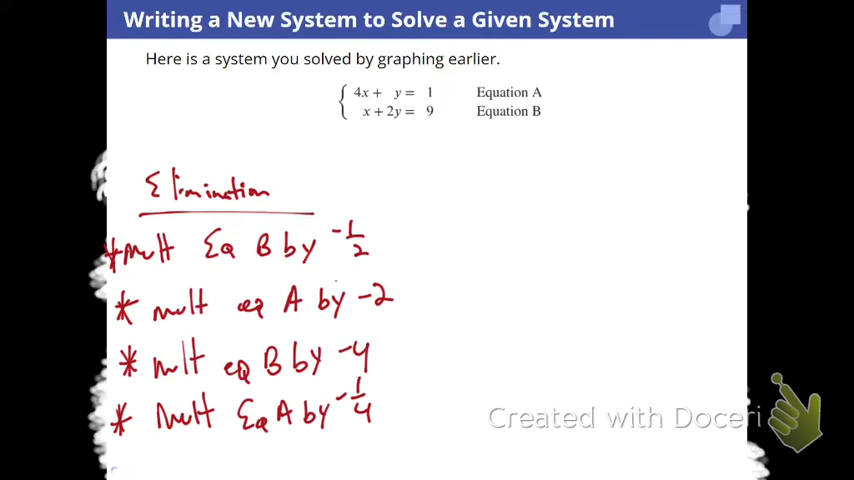 Writing a New System to Solve a Given System
Here is a system you solved by graphing earlier.
4x + y = 1 Equation A
x + 2y = 9 Equation B
Elimination
*mult Eq B by -1/2
* mult eq A by -2
* mlt eq B by -4
* Mult Eq A by -1/4
Created with Doceri